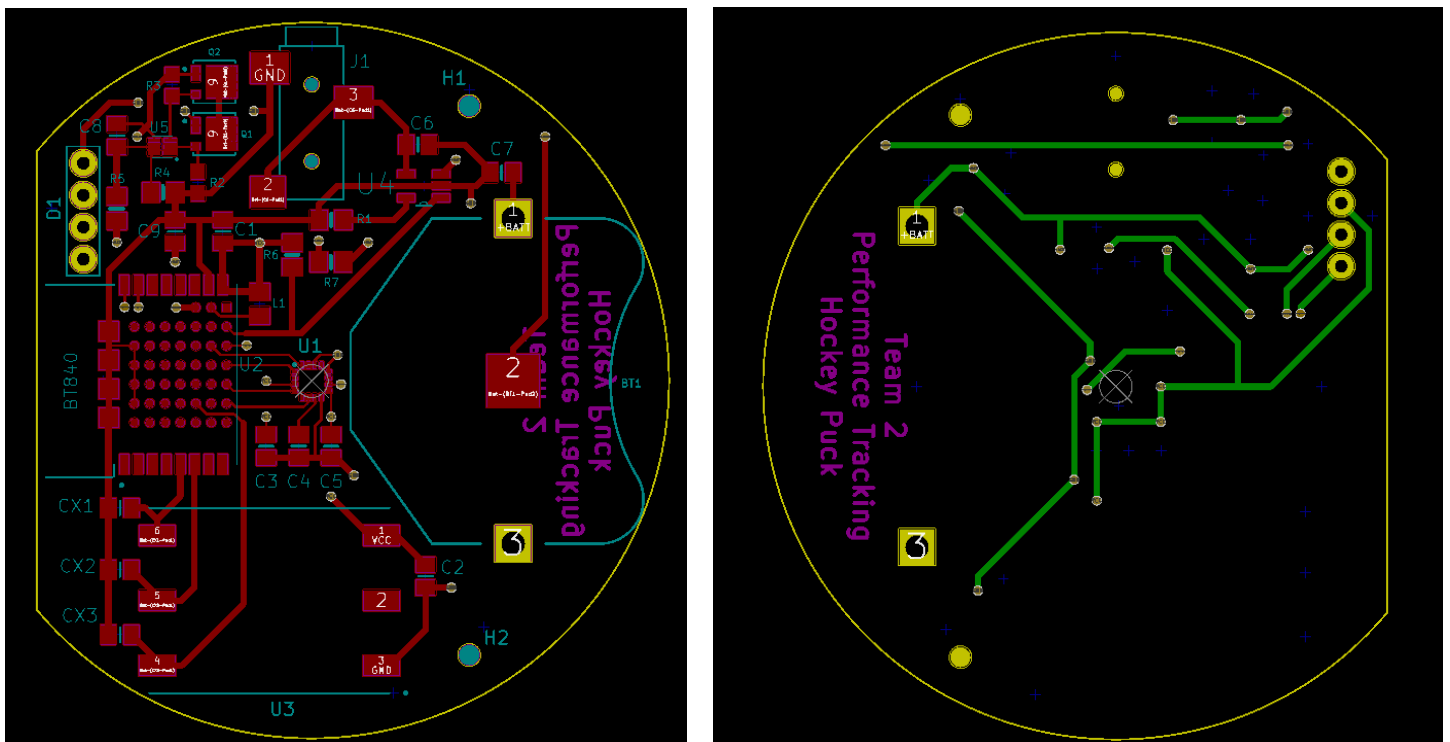 Q2
1
GND
J1
H1
R3
9
C8
U5
Q1
9
3
C6
C7
R5
R4
R2
2
U4
D1
C9
C1
R1
1
+BATT
R6
R7
L1
Performance Tracking
Hockey Puck
Team 2
U1
U2
BT840
2
BT1
C3
C4
C5
CX1
6
1
VCC
3
CX2
5
C2
2
CX3
4
3
GND
H2
U3
1
+BATT
Team 2
Performance Tracking
Hockey Puck
3